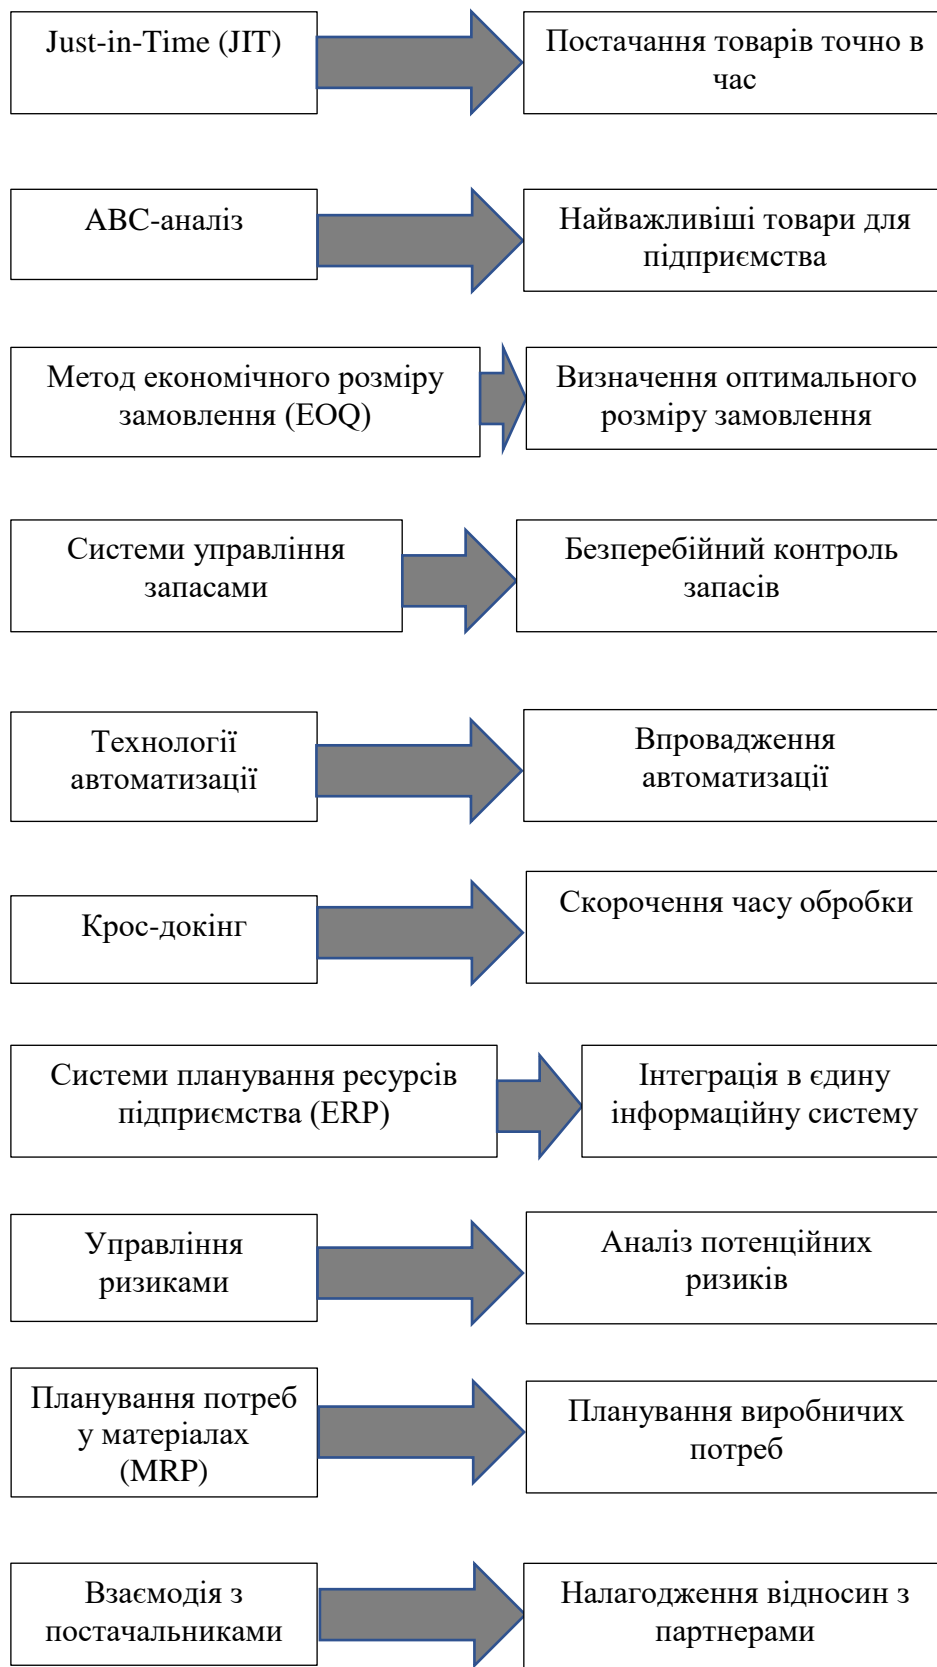 Just-in-Time (JIT)
Постачання товарів точно в
час
АВС-аналіз
Найважливіші товари для
підприємства
Метод економічного розміру
замовлення (EOQ)
Визначення оптимального
розміру замовлення
Системи управління
запасами
Безперебійний контроль
запасів
Технології
автоматизації
Впровадження
автоматизації
Крос-докінг
Скорочення часу обробки
Системи планування ресурсів
підприємства (ERP)
Інтеграція в єдину
інформаційну систему
Управління
ризиками
Аналіз потенційних
ризиків
Планування потреб
у матеріалах
(MRP)
Планування виробничих
потреб
Взаємодія з
постачальниками
Налагодження відносин з
партнерами